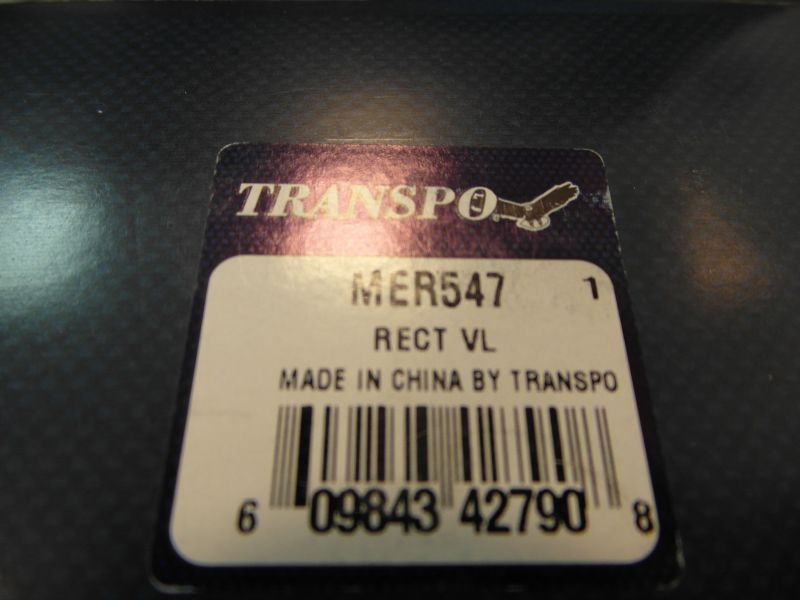 TRANSPO
MER547 1
RECT VL
MADE IN CHINA BY TRANSPO
6 09843 42790 8